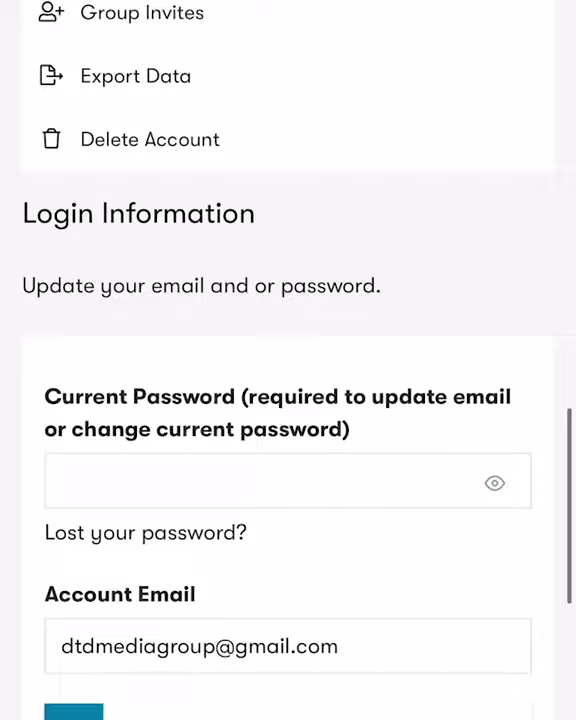 Group Invites
Export Data
Delete Account
Login Information
Update your email and or password.
Current Password (required to update email
or change current password)
Lost your password?
Account Email
dtdmediagroup@gmail.com